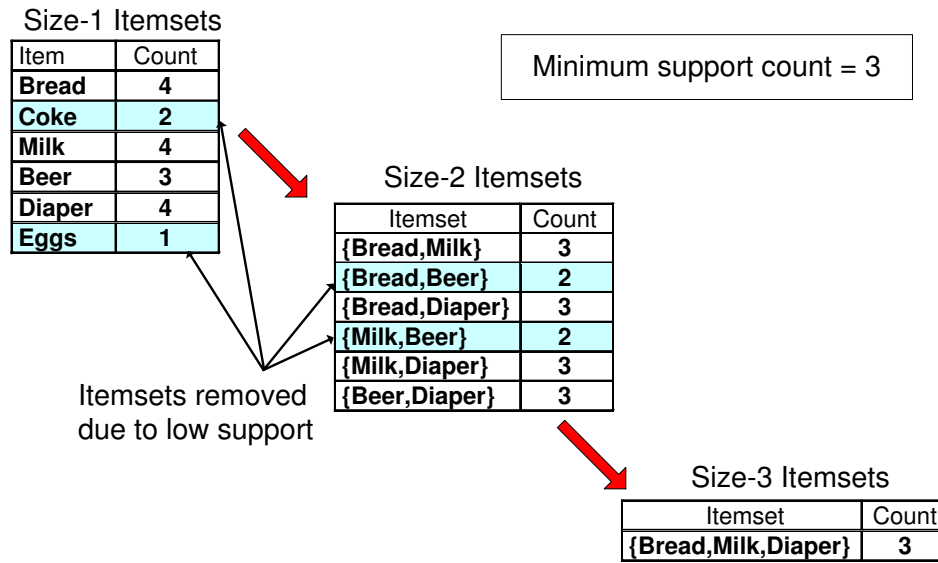 Size-1 Itemsets
Item Count
Bread 4
Coke 2
Milk 4
Beer 3
Diaper 4
Eggs 1
Minimum support count = 3
Size-2 Itemsets
Itemset Count
{Bread,Milk} 3
{Bread,Beer} 2
{Bread,Diaper} 3
{Milk,Beer} 2
{Milk,Diaper} 3
{Beer,Diaper} 3
Itemsets removed
due to low support
Size-3 Itemsets
Itemset Count
{Bread,Milk,Diaper} 3